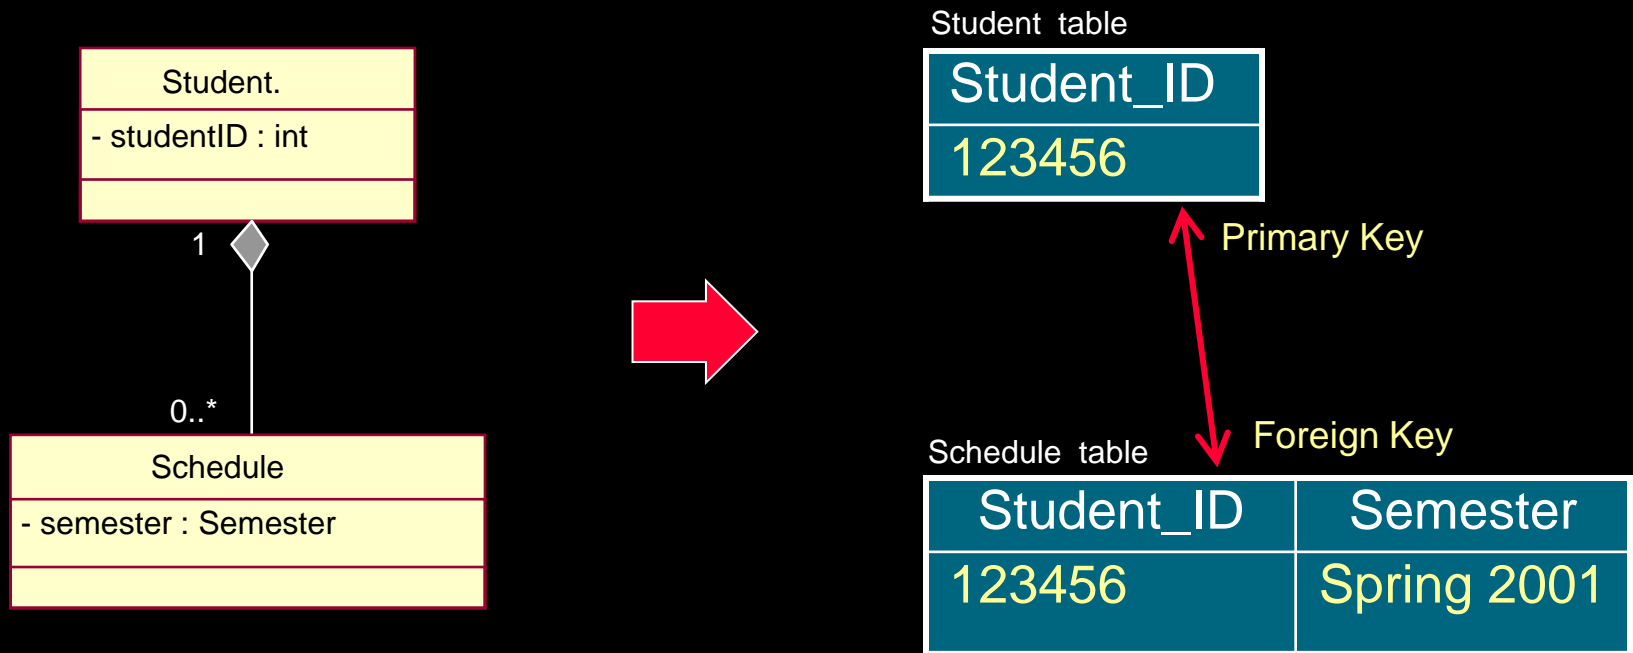 Student.
- studentID : int
1
0..*
Schedule
- semester : Semester
Student table
Student_ID
123456
Primary Key
Foreign Key
Schedule table
Student_ID Semester
123456 Spring 2001